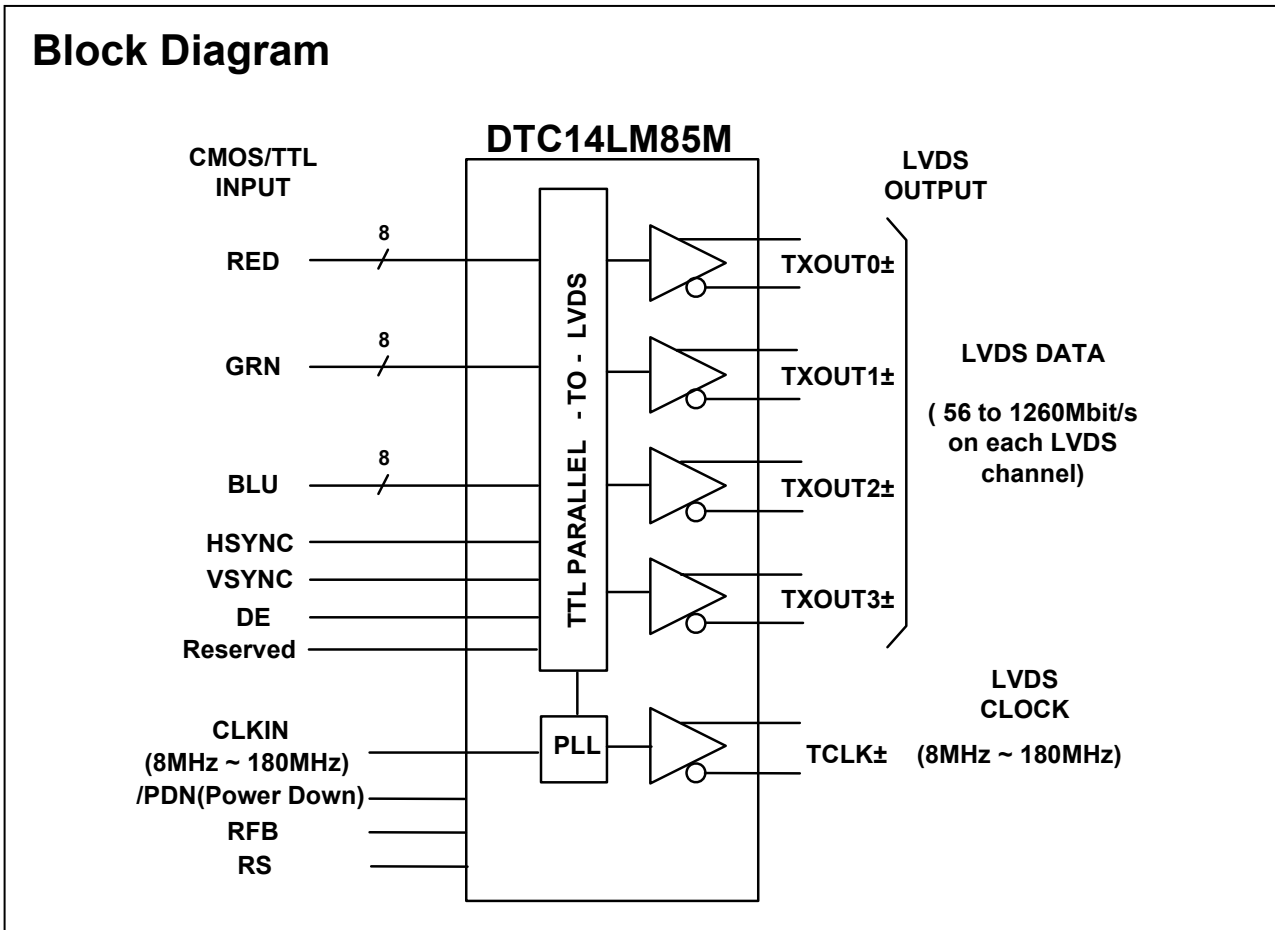 Block Diagram
DTC14LM85M
CMOS/TTL
INPUT
LVDS
OUTPUT
8
RED
TXOUT0±
8
GRN
TXOUT1±
LVDS DATA
( 56 to 1260Mbit/s
on each LVDS
channel)
8
BLU
TXOUT2±
HSYNC
VSYNC
DE
Reserved
TXOUT3±
TTL PARALLEL - TO - LVDS
LVDS
CLOCK
CLKIN
(8MHz ~ 180MHz)
PLL
TCLK±
(8MHz ~ 180MHz)
/PDN(Power Down)
RFB
RS